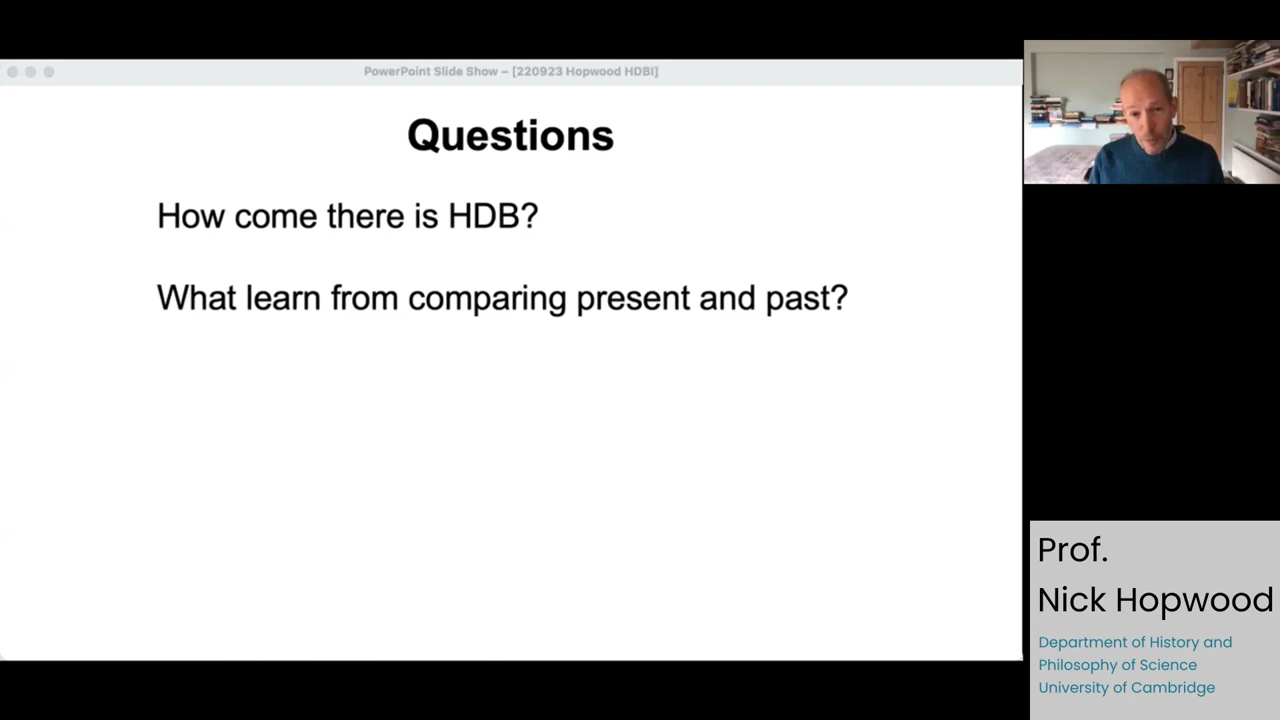 PowerPoint Slide Show – [220923 Hopwood HDBI]
Questions
How come there is HDB?
What learn from comparing present and past?
Prof.
Nick Hopwood
Department of History and
Philosophy of Science
University of Cambridge